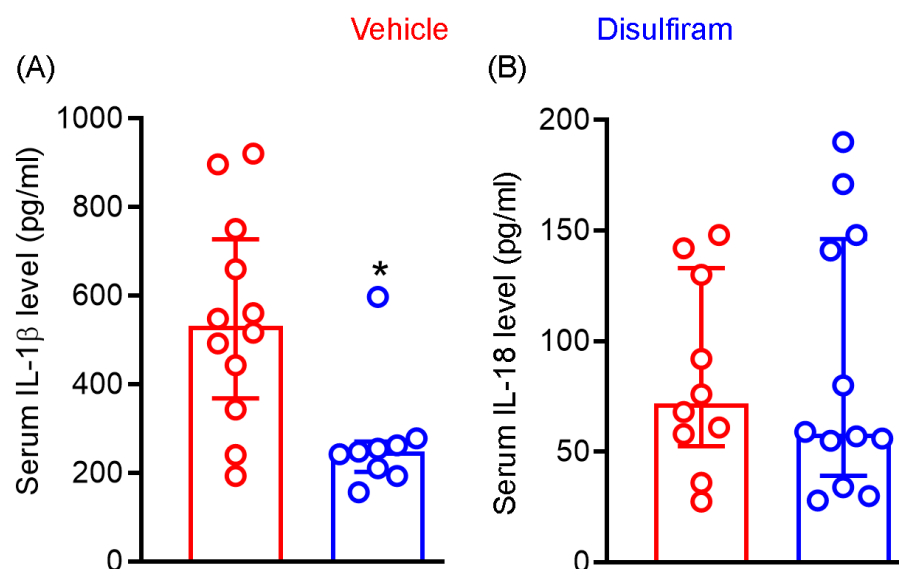 Vehicle Disulfiram
(A)
Serum IL-1β level (pg/ml)
1000
800
600
400
200
0
*
(B)
Serum IL-18 level (pg/ml)
200
150
100
50
0